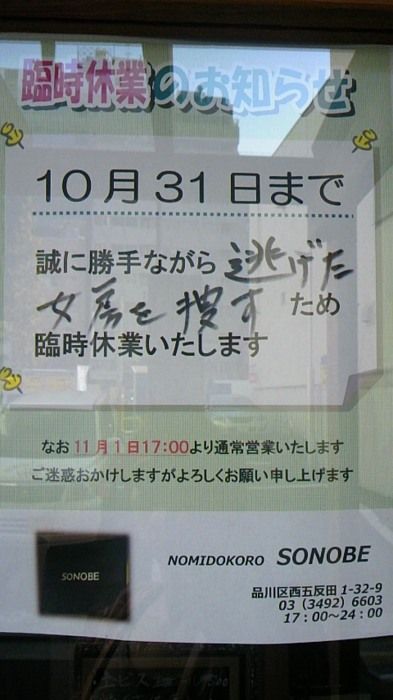 臨時休業のお知らせ
10月31日まで
誠に勝手ながら 逃げた
女房を 捜す ため
臨時休業いたします
なお11月1日17:00より通常営業いたします
ご迷惑おかけしますがよろしくお願い申し上げます
SONOBE
NOMIDOKORO SONOBE
品川区西五反田 1-32-9
03 (3492) 6603
17:00~24:00